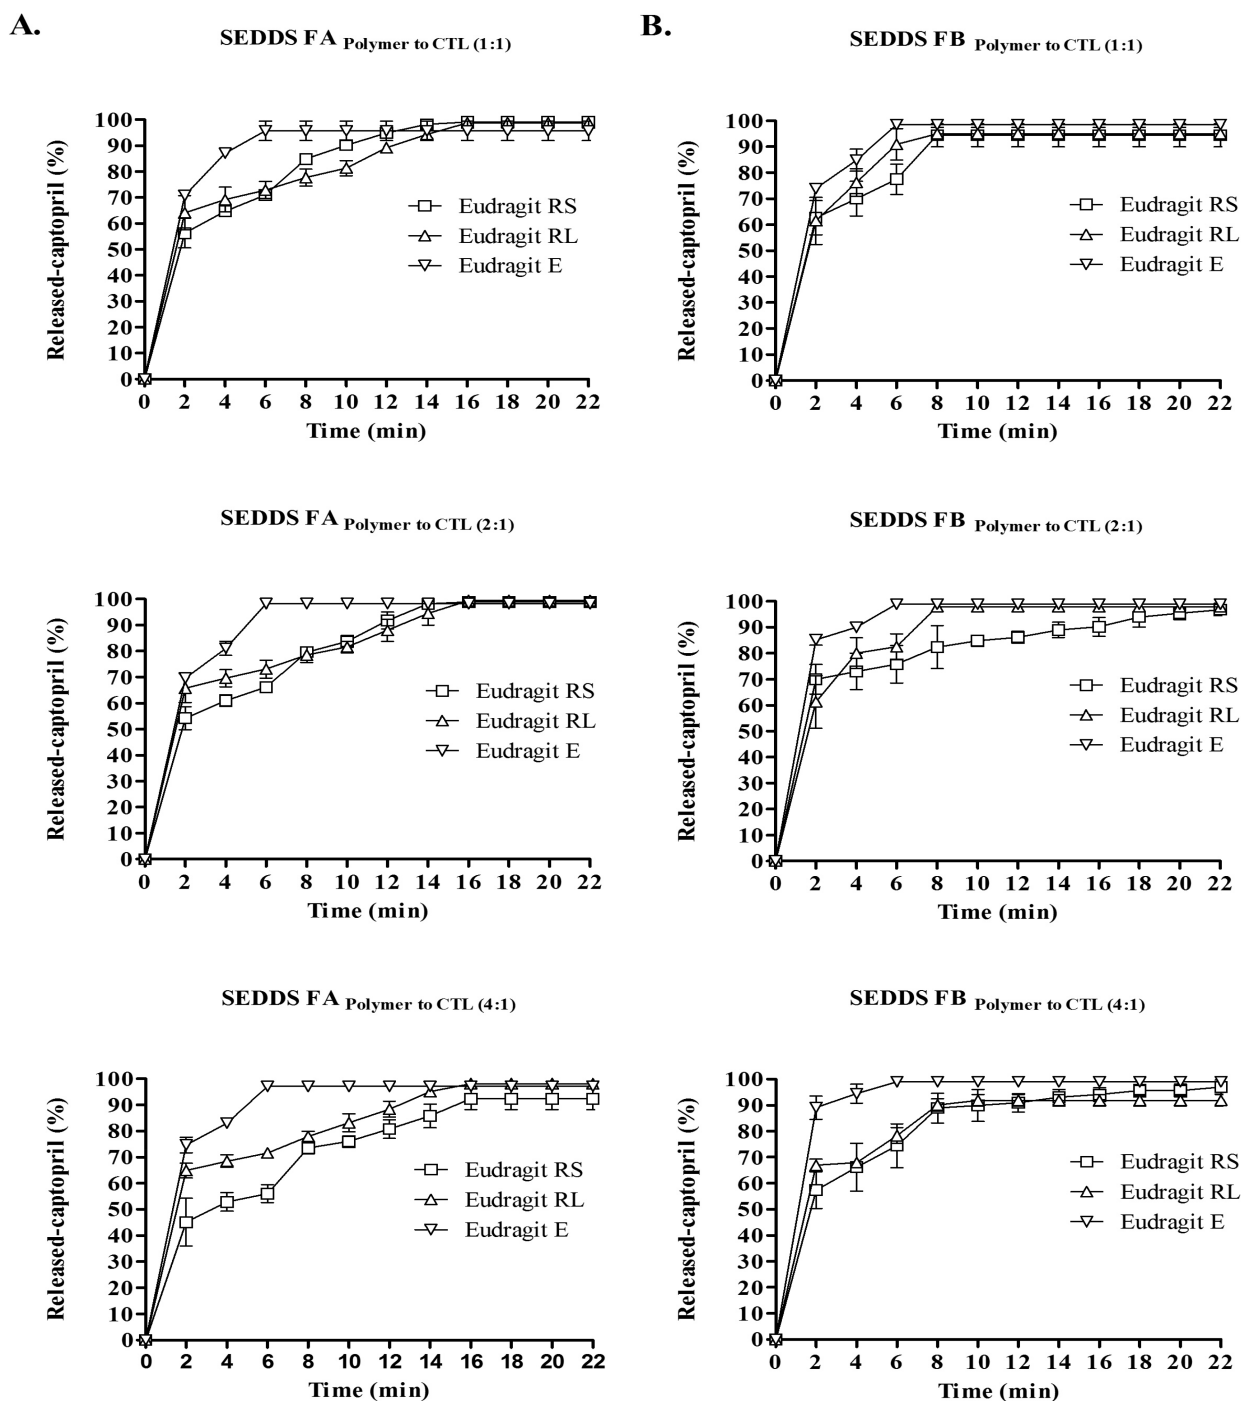 A.
SEDDS FA Polymer to CTL (1:1)
Released-captopril (%)
100
90
80
70
60
50
40
30
20
10
0
Eudragit RS
Eudragit RL
Eudragit E
0 2 4 6 8 10 12 14 16 18 20 22
Time (min)
B.
SEDDS FB Polymer to CTL (1:1)
Released-captopril (%)
100
90
80
70
60
50
40
30
20
10
0
Eudragit RS
Eudragit RL
Eudragit E
0 2 4 6 8 10 12 14 16 18 20 22
Time (min)
SEDDS FA Polymer to CTL (2:1)
Released-captopril (%)
100
90
80
70
60
50
40
30
20
10
0
Eudragit RS
Eudragit RL
Eudragit E
0 2 4 6 8 10 12 14 16 18 20 22
Time (min)
SEDDS FB Polymer to CTL (2:1)
Released-captopril (%)
100
90
80
70
60
50
40
30
20
10
0
Eudragit RS
Eudragit RL
Eudragit E
0 2 4 6 8 10 12 14 16 18 20 22
Time (min)
SEDDS FA Polymer to CTL (4:1)
Released-captopril (%)
100
90
80
70
60
50
40
30
20
10
0
Eudragit RS
Eudragit RL
Eudragit E
0 2 4 6 8 10 12 14 16 18 20 22
Time (min)
SEDDS FB Polymer to CTL (4:1)
Released-captopril (%)
100
90
80
70
60
50
40
30
20
10
0
Eudragit RS
Eudragit RL
Eudragit E
0 2 4 6 8 10 12 14 16 18 20 22
Time (min)